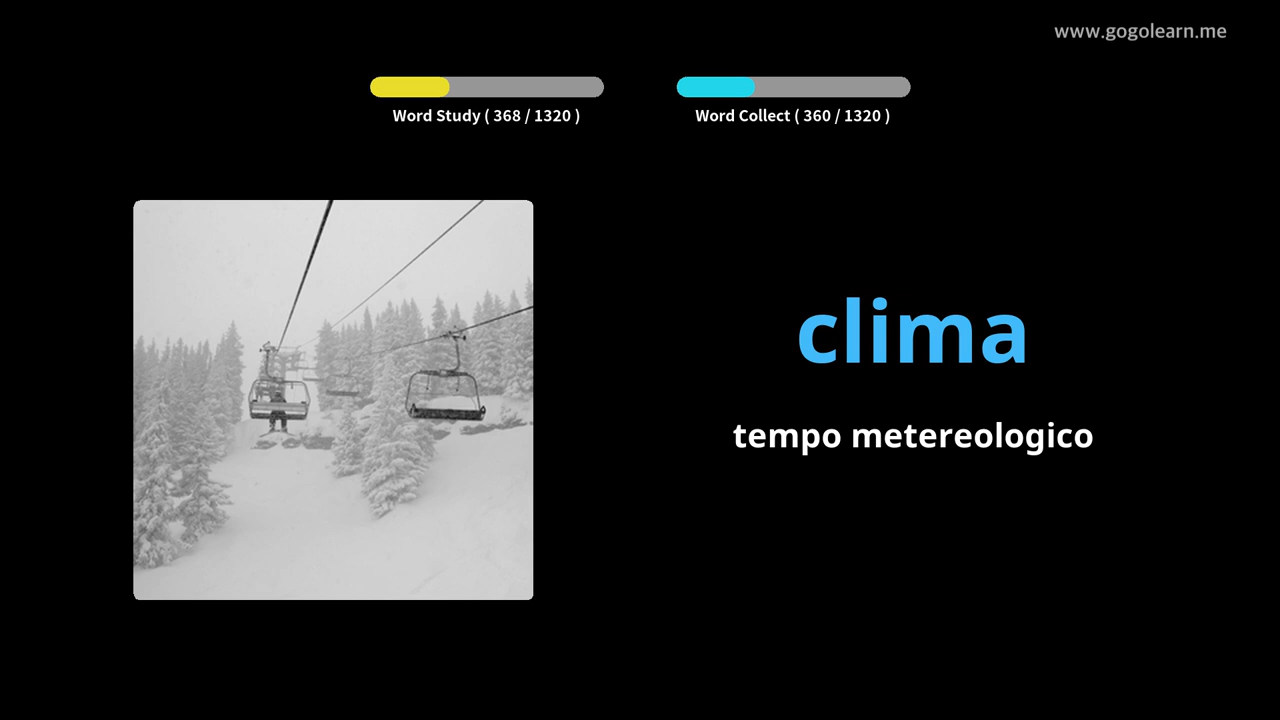 www.gogolearn.me
Word Study ( 368 / 1320 )
Word Collect ( 360 / 1320 )
clima
tempo metereologico